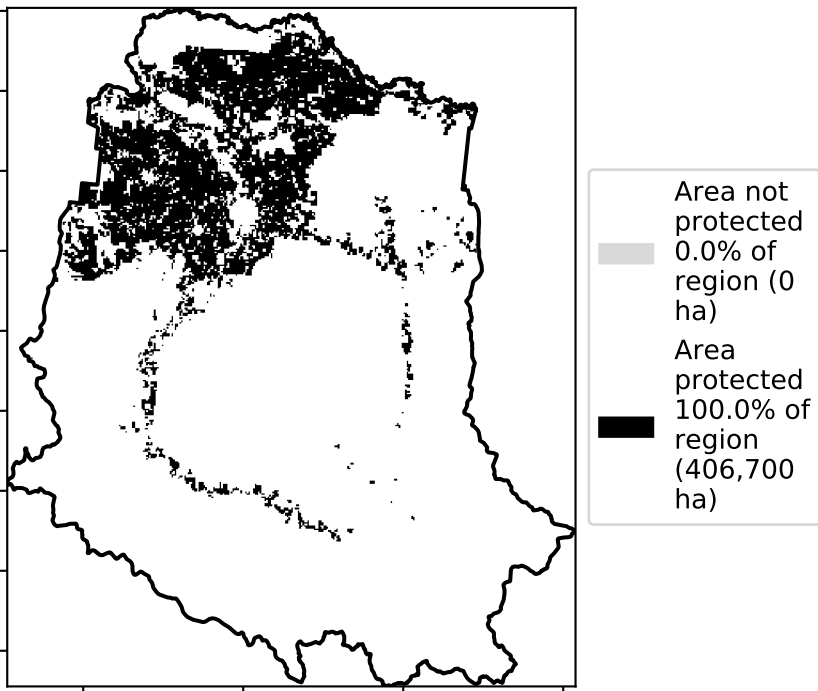 Area not
protected
0.0% of
region (0
ha)
Area
protected
100.0% of
region
(406,700
ha)